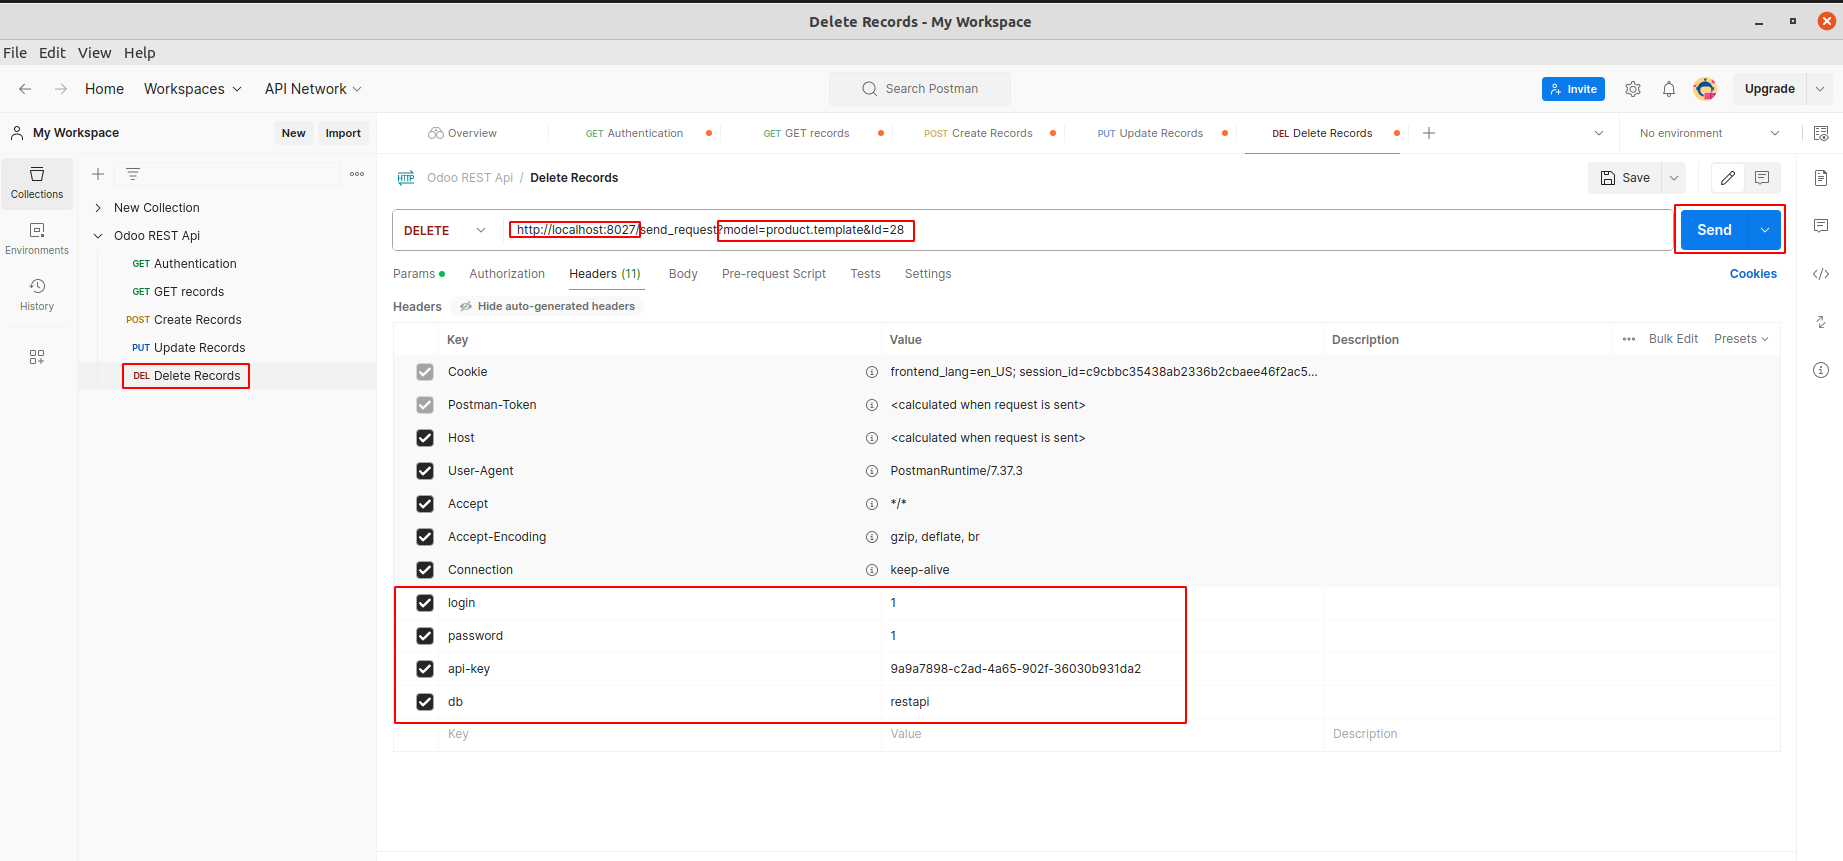 Delete Records - My Workspace
File Edit View Help
Home Workspaces API Network Search Postman Invite Upgrade
My Workspace New Import Overview GET Authentication GET GET records POST Create Records PUT Update Records DEL Delete Records No environment
Collections
Environments
History
New Collection
Odoo REST Api
GET Authentication
GET GET records
POST Create Records
PUT Update Records
DEL Delete Records
HTTP Odoo REST Api / Delete Records Save
DELETE http://localhost:8027/send_request?model=product.template&Id=28 Send
Params Authorization Headers (11) Body Pre-request Script Tests Settings Cookies
Headers Hide auto-generated headers
Key Value Description Bulk Edit Presets
Cookie frontend_lang=en_US; session_id=c9cbbc35438ab2336b2cbaee46f2ac5...
Postman-Token <calculated when request is sent>
Host <calculated when request is sent>
User-Agent PostmanRuntime/7.37.3
Accept */*
Accept-Encoding gzip, deflate, br
Connection keep-alive
login 1
password 1
api-key 9a9a7898-c2ad-4a65-902f-36030b931da2
db restapi
Key Value Description